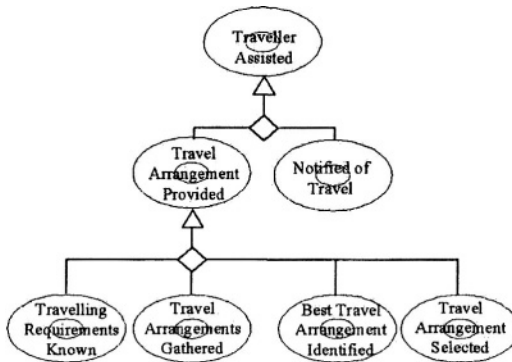 Traveller
Assisted
Travel
Arrangement
Provided
Notified of
Travel
Travelling
Requirements
Known
Travel
Arrangements
Gathered
Best Travel
Arrangement
Identified
Travel
Arrangement
Selected